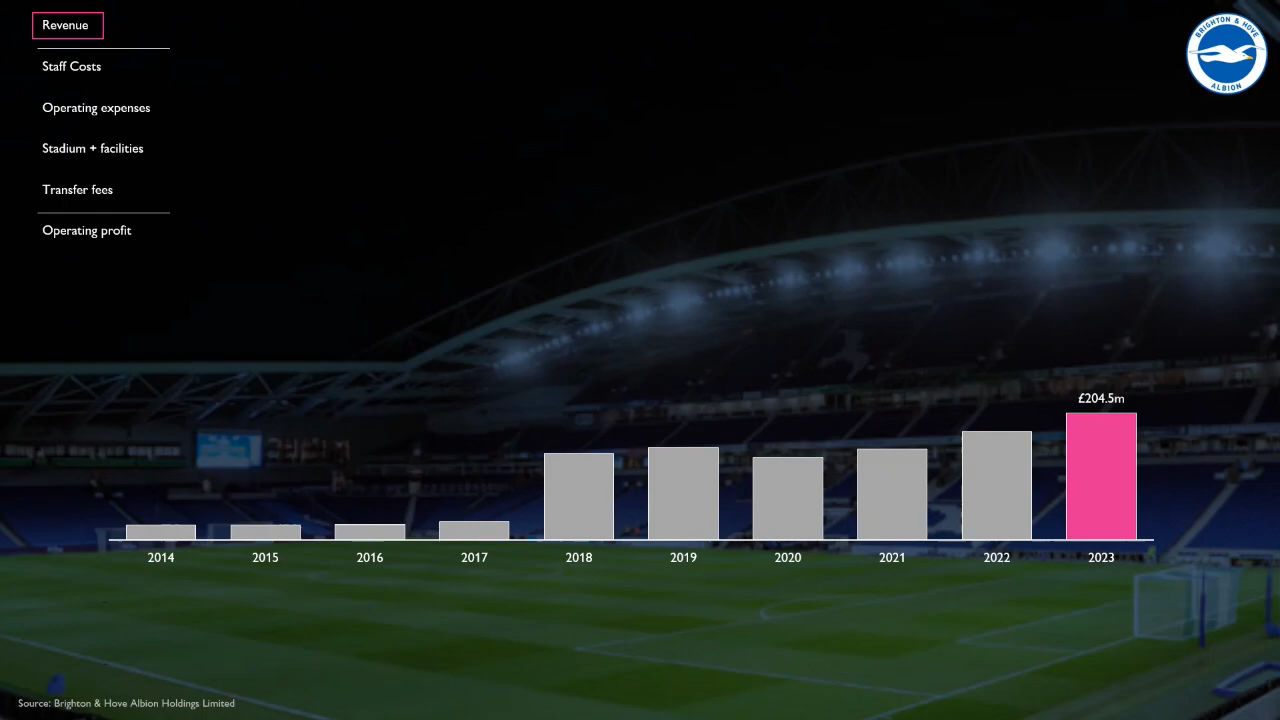 Revenue
Staff Costs
Operating expenses
Stadium + facilities
Transfer fees
Operating profit
BRIGHTON & HOVE
ALBION
£204.5m
2014 2015 2016 2017 2018 2019 2020 2021 2022 2023
Source: Brighton & Hove Albion Holdings Limited